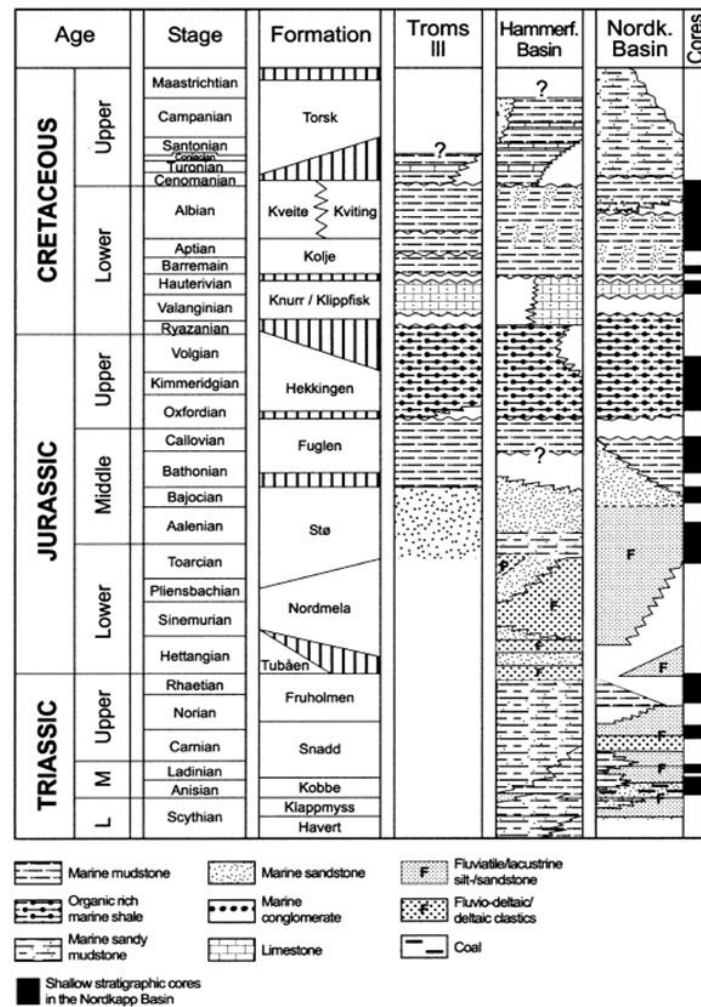 Age
Stage
Formation
Troms
III
Hammerf.
Basin
Nordk.
Basin
Cores
CRETACEOUS
Upper
Lower
JURASSIC
Upper
Middle
Lower
TRIASSIC
Upper
M
L
Maastrichtian
Campanian
Santonian
Coniacian
Turonian
Cenomanian
Albian
Aptian
Barremain
Hauterivian
Valanginian
Ryazanian
Volgian
Kimmeridgian
Oxfordian
Callovian
Bathonian
Bajocian
Aalenian
Toarcian
Pliensbachian
Sinemurian
Hettangian
Rhaetian
Norian
Carnian
Ladinian
Anisian
Scythian
Torsk
Kveite
Kviting
Kolje
Knurr / Klippfisk
Hekkingen
Fuglen
Stø
Nordmela
Tubåen
Fruholmen
Snadd
Kobbe
Klappmyss
Havert
?
?
?
F
F
F
F
F
F
F
F
F
F
Marine mudstone
Organic rich
marine shale
Marine sandy
mudstone
Shallow stratigraphic cores
in the Nordkapp Basin
Marine sandstone
Marine
conglomerate
Limestone
F
Fluviatile/lacustrine
silt-/sandstone
F
Fluvio-deltaic/
deltaic clastics
Coal